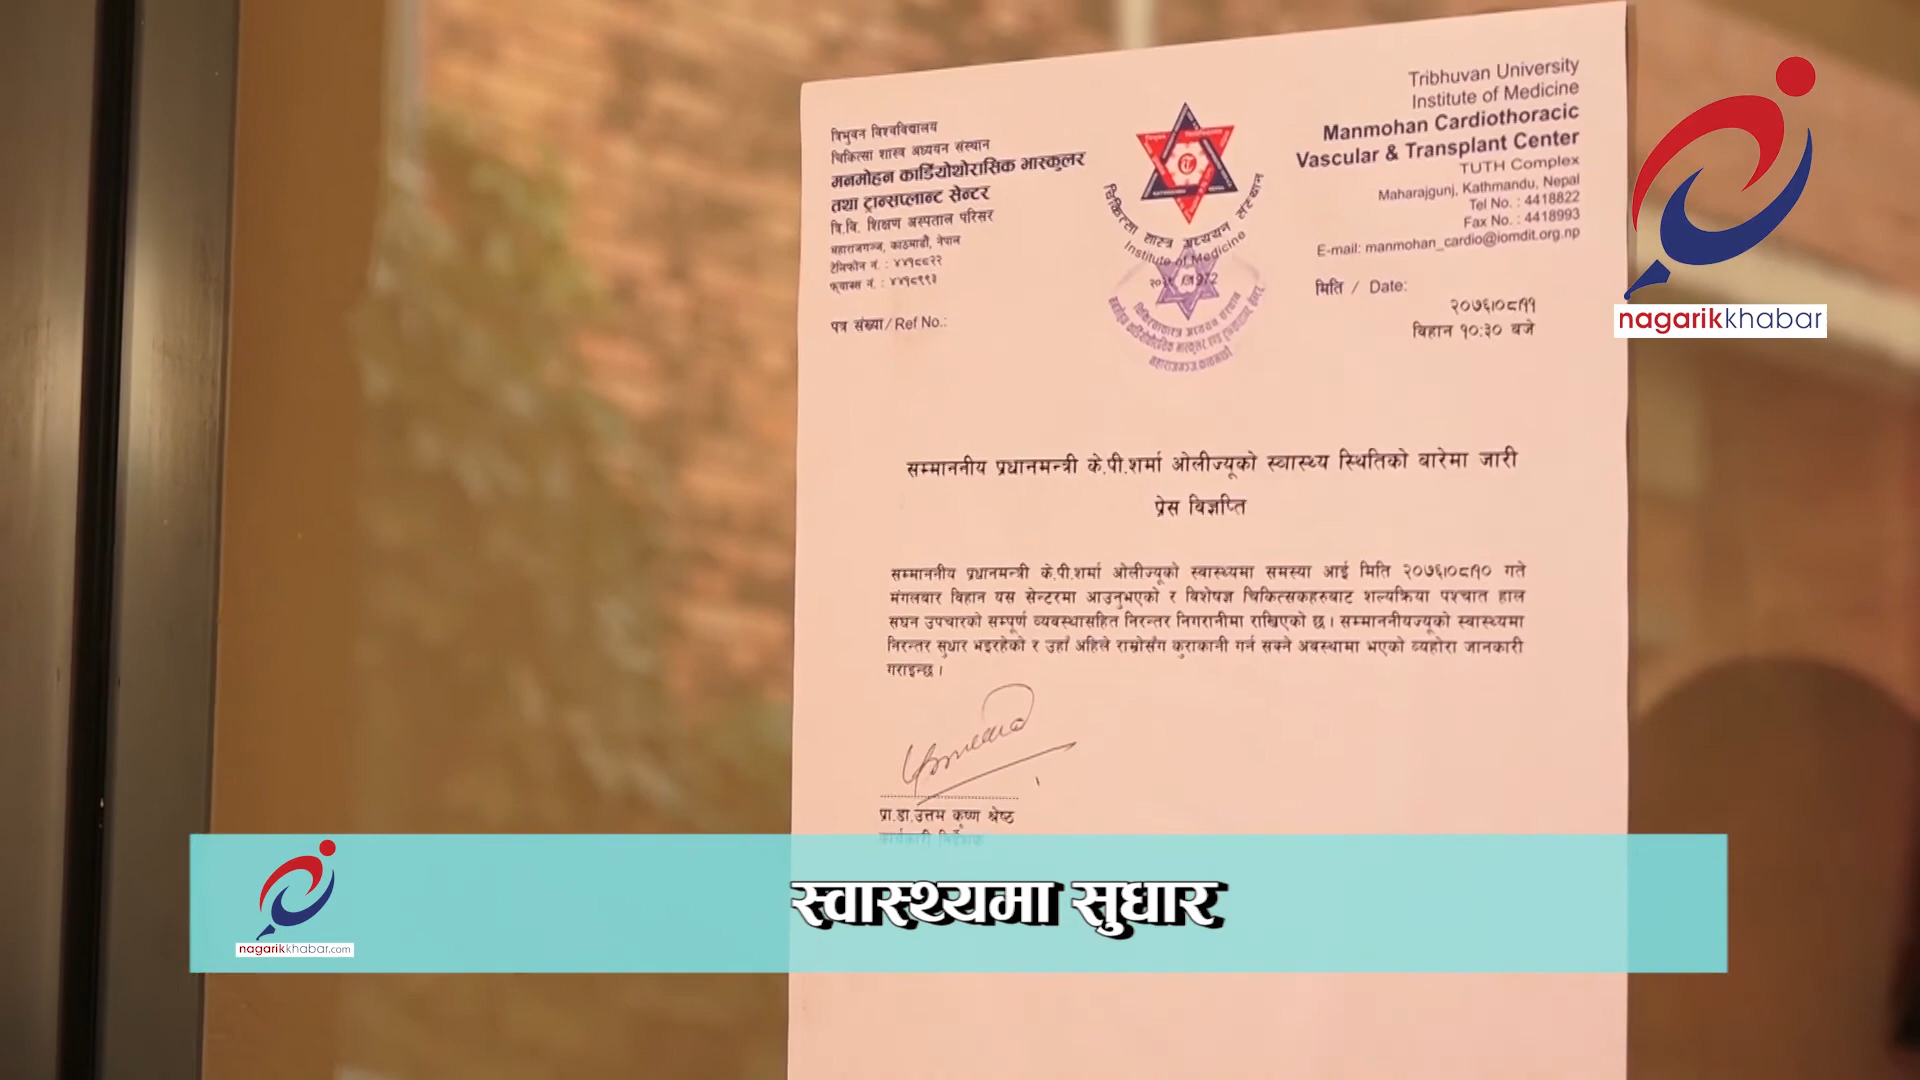 त्रिभुवन विश्वविद्यालय
चिकित्सा शास्त्र अध्ययन संस्थान
मनमोहन कार्डियोथोरासिक भास्कुलर
तथा ट्रान्सप्लान्ट सेन्टर
त्रि.वि. शिक्षण अस्पताल परिसर
महाराजगन्ज, काठमाडौं, नेपाल
टेलिफोन नं. : ४४१८८२२
फ्याक्स नं. : ४४१८९९३
पत्र संख्या/Ref No.:
चिकित्सा शास्त्र अध्ययन संस्थान
Institute of Medicine
Tribhuvan University
Institute of Medicine
Manmohan Cardiothoracic
Vascular & Transplant Center
TUTH Complex
Maharajgunj, Kathmandu, Nepal
Tel No. : 4418822
Fax No. : 4418993
E-mail: manmohan_cardio@iomdit.org.np
मिति / Date:
२०७६।०८।११
विहान १०:३० बजे
nagarikkhabar
सम्माननीय प्रधानमन्त्री के.पी.शर्मा ओलीज्यूको स्वास्थ्य स्थितिको बारेमा जारी
प्रेस विज्ञप्ति
सम्माननीय प्रधानमन्त्री के.पी.शर्मा ओलीज्यूको स्वास्थ्यमा समस्या आई मिति २०७६।०८।१० गते
मंगलबार विहान यस सेन्टरमा आउनुभएको र विशेषज्ञ चिकित्सकहरुबाट शल्यक्रिया पश्चात हाल
सघन उपचारको सम्पूर्ण व्यवस्थासहित निरन्तर निगरानीमा राखिएको छ। सम्माननीयज्यूको स्वास्थ्यमा
निरन्तर सुधार भइरहेको र उहाँ अहिले राम्रोसँग कुराकानी गर्न सक्ने अवस्थामा भएको व्यहोरा जानकारी
गराइन्छ।
प्रा.डा.उत्तम कृष्ण श्रेष्ठ
कार्यकारी निर्देशक
स्वास्थ्यमा सुधार
nagarikkhabar.com